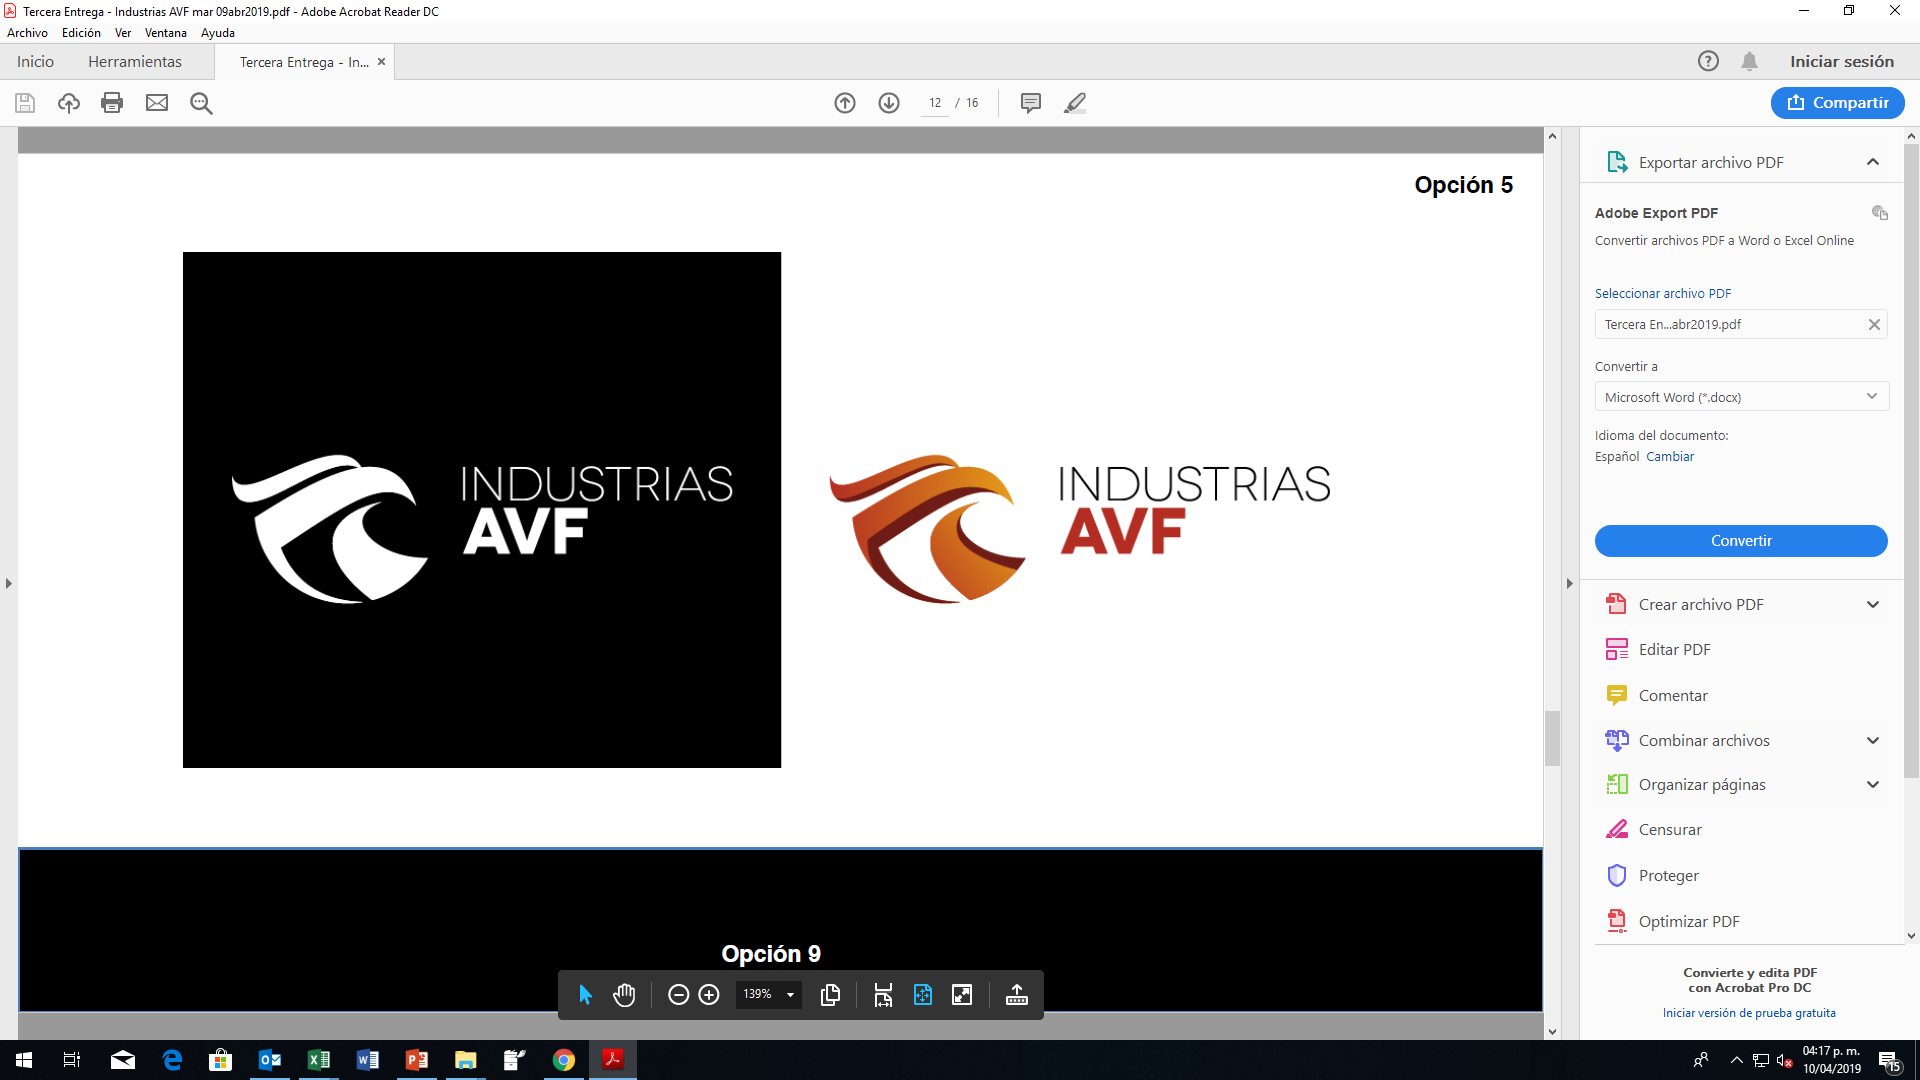 Tercera Entrega - Industrias AVF mar 09abr2019.pdf - Adobe Acrobat Reader DC
Archivo Edición Ver Ventana Ayuda
Inicio Herramientas Tercera Entrega - In... Iniciar sesión
12 / 16 Compartir
Opción 5
INDUSTRIAS
AVF
INDUSTRIAS
AVF
Opción 9
139%
Exportar archivo PDF
Adobe Export PDF
Convertir archivos PDF a Word o Excel Online
Seleccionar archivo PDF
Tercera En...abr2019.pdf
Convertir a
Microsoft Word (*.docx)
Idioma del documento:
Español Cambiar
Convertir
Crear archivo PDF
Editar PDF
Comentar
Combinar archivos
Organizar páginas
Censurar
Proteger
Optimizar PDF
Convierte y edita PDF
con Acrobat Pro DC
Iniciar versión de prueba gratuita
04:17 p. m.
10/04/2019
15